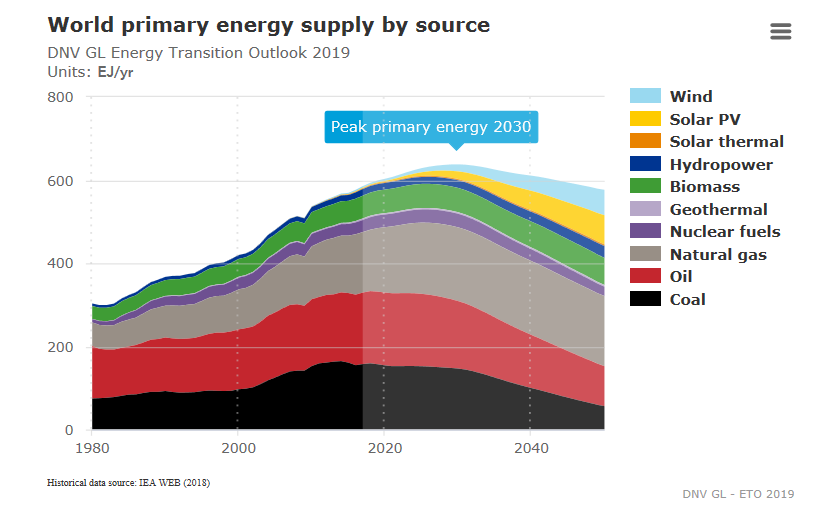 World primary energy supply by source
DNV GL Energy Transition Outlook 2019
Units: EJ/yr
800
600
400
200
0
Peak primary energy 2030
1980
2000
2020
2040
Wind
Solar PV
Solar thermal
Hydropower
Biomass
Geothermal
Nuclear fuels
Natural gas
Oil
Coal
Historical data source: IEA WEB (2018)
DNV GL - ETO 2019